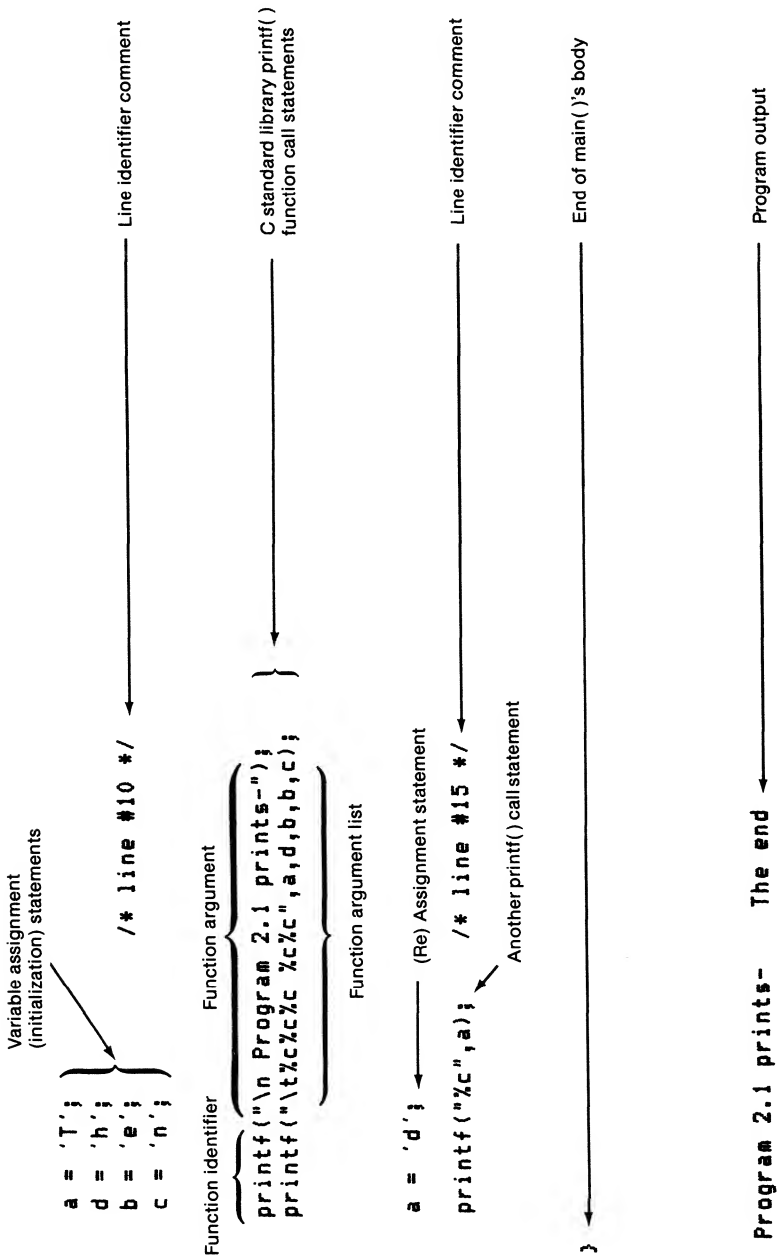 Variable assignment
(initialization) statements
a = 'T';
d = 'h';
b = 'e';
c = 'n';
/* line #10 */
Line identifier comment
Function identifier
Function argument
printf("\n Program 2.1 prints-");
printf("\t%c%c%c %c%c",a,d,b,b,c);
C standard library printf()
function call statements
Function argument list
a = 'd';
(Re) Assignment statement
printf("%c",a);
/* line #15 */
Line identifier comment
Another printf() call statement
}
End of main()'s body
Program 2.1 prints- The end
Program output